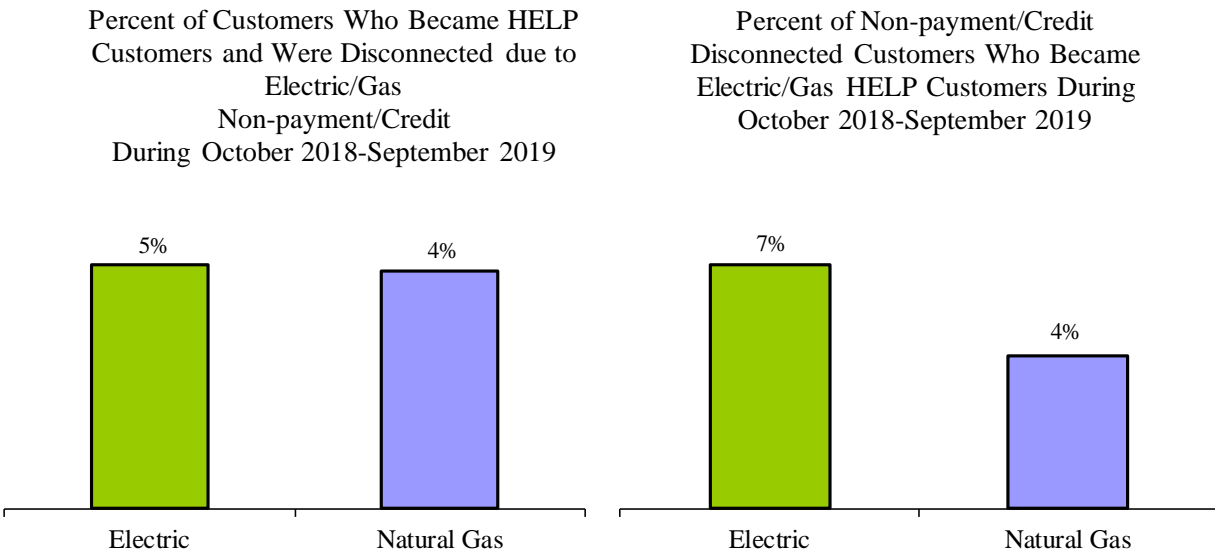 Percent of Customers Who Became HELP
Customers and Were Disconnected due to
Electric/Gas
Non-payment/Credit
During October 2018-September 2019
5%
4%
Electric
Natural Gas
Percent of Non-payment/Credit
Disconnected Customers Who Became
Electric/Gas HELP Customers During
October 2018-September 2019
7%
4%
Electric
Natural Gas